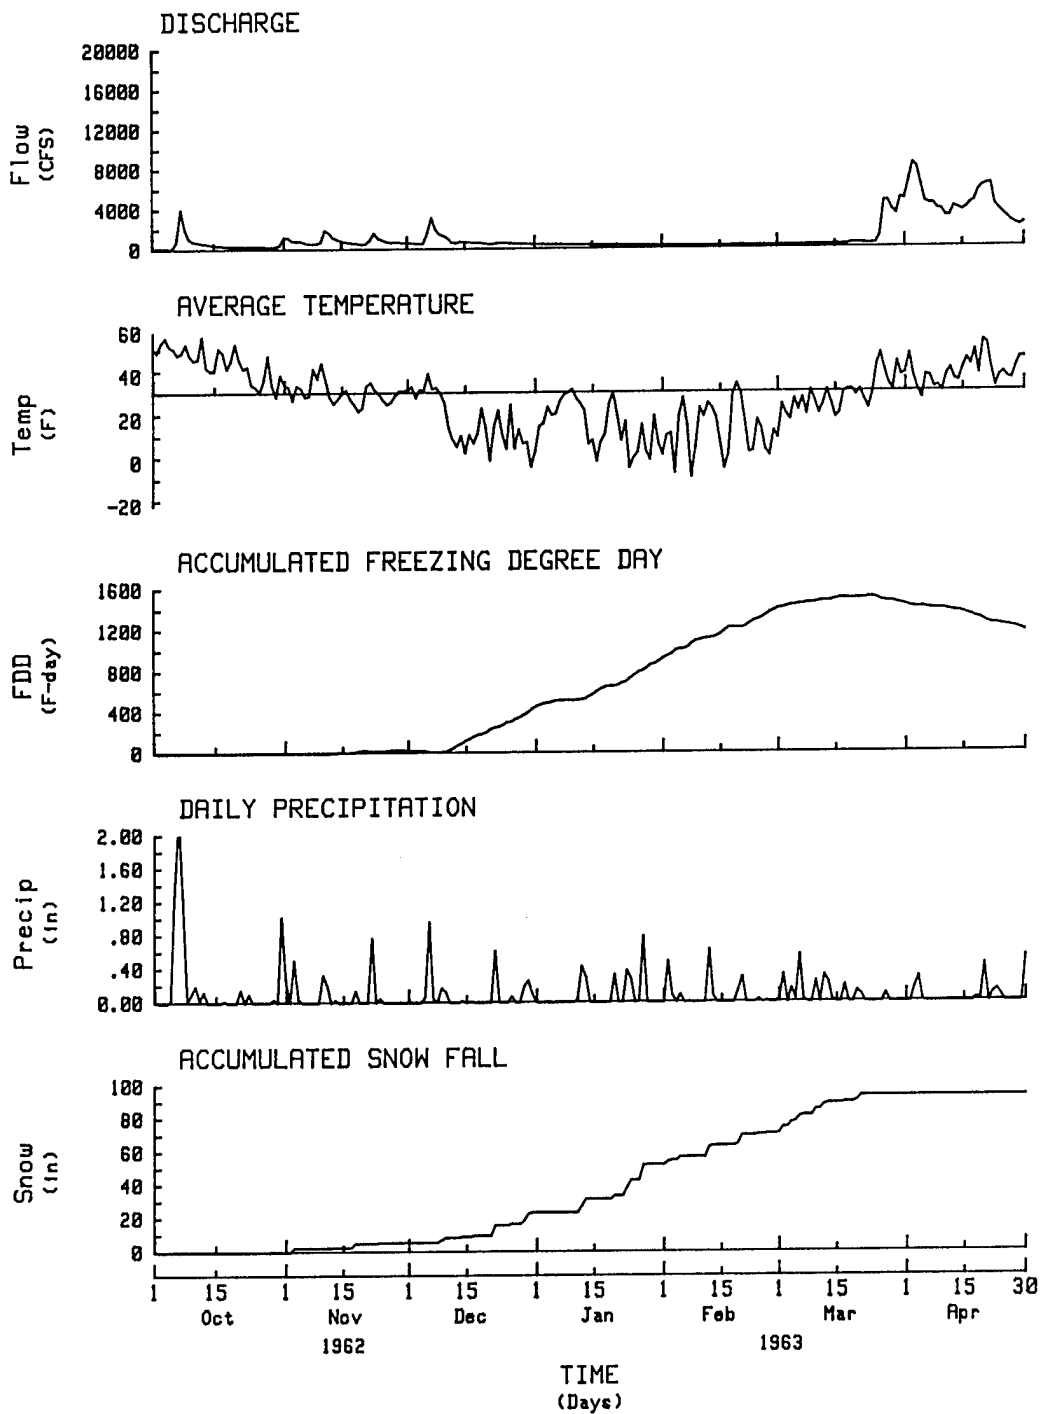 DISCHARGE
20000
16000
12000
8000
4000
0
Flow
(CFS)
AVERAGE TEMPERATURE
60
40
20
0
-20
Temp
(F)
ACCUMULATED FREEZING DEGREE DAY
1600
1200
800
400
0
FDD
(F-day)
DAILY PRECIPITATION
2.00
1.60
1.20
.80
.40
0.00
Precip
(in)
ACCUMULATED SNOW FALL
100
80
60
40
20
0
Snow
(in)
1 15 1 15 1 15 1 15 1 15 1 15 1 15 30
Oct Nov Dec Jan Feb Mar Apr
1962 1963
TIME
(Days)